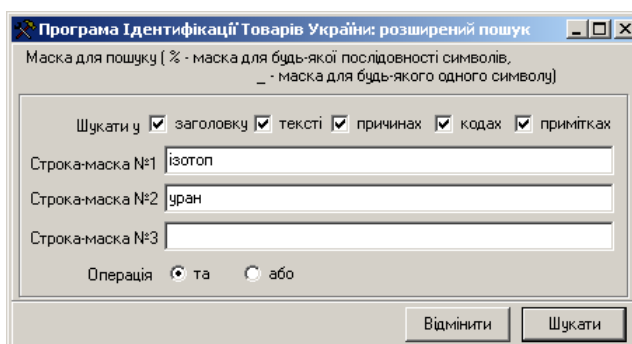 Програма Ідентифікації Товарів України: розширений пошук
Маска для пошуку ( % - маска для будь-якої послідовності символів,
_ - маска для будь-якого одного символу)
Шукати у заголовку тексті причинах кодах примітках
Строка-маска №1 ізотоп
Строка-маска №2 уран
Строка-маска №3
Операція та або
Відмінити Шукати